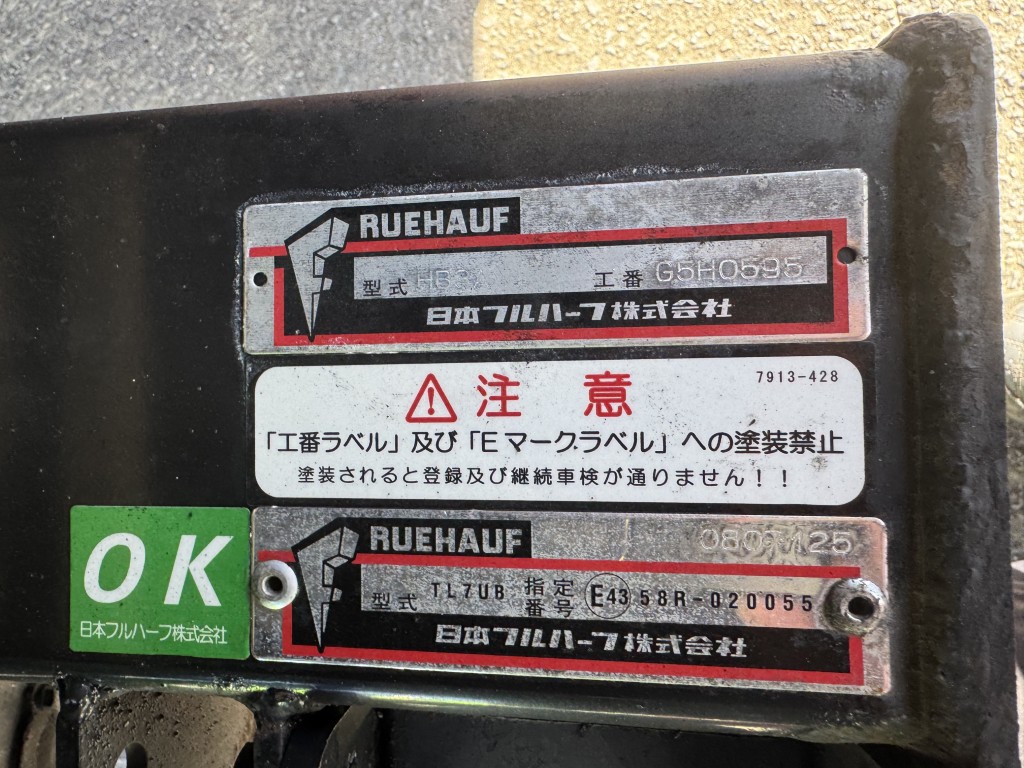 FRUEHAUF
型式 工番 G5H0595
日本フルハーフ株式会社
注 意 7913-428
「工番ラベル」及び「Eマークラベル」への塗装禁止
塗装されると登録及び継続車検が通りません!!
FRUEHAUF
型式 TL7UB 指定番号 E43 58R-020055
日本フルハーフ株式会社
OK
日本フルハーフ株式会社